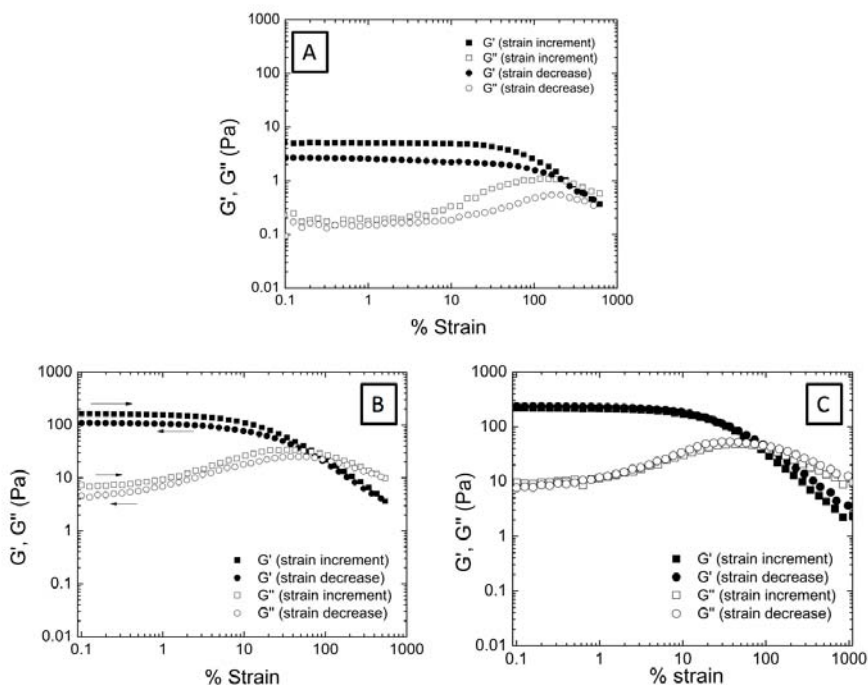 A
G' (strain increment)
G" (strain increment)
G' (strain decrease)
G" (strain decrease)
1000
100
10
1
0.1
0.01
G', G" (Pa)
0.1
1
10
100
1000
% Strain
B
1000
100
10
1
0.1
0.01
G', G" (Pa)
G' (strain increment)
G' (strain decrease)
G" (strain increment)
G" (strain decrease)
0.1
1
10
100
1000
% Strain
C
1000
100
10
1
0.1
0.01
G', G" (Pa)
G' (strain increment)
G' (strain decrease)
G" (strain increment)
G" (strain decrease)
0.1
1
10
100
1000
% strain